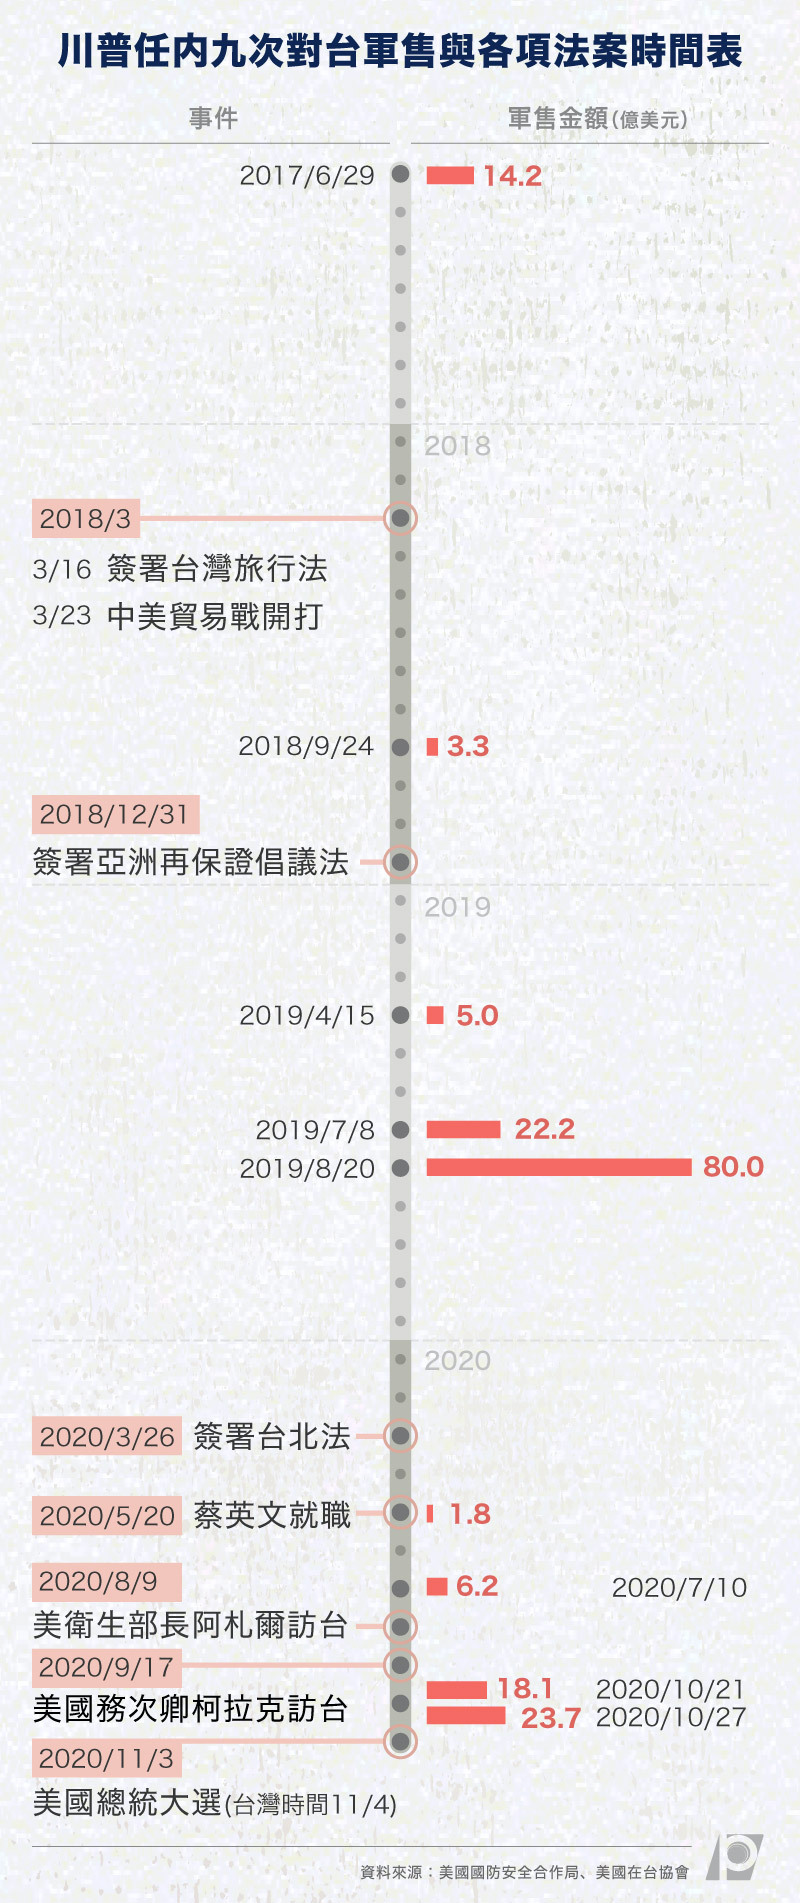 川普任内九次對台軍售與各項法案時間表
事件 軍售金額(億美元)
2017/6/29 14.2
2018
2018/3
3/16 簽署台灣旅行法
3/23 中美貿易戰開打
2018/9/24 3.3
2018/12/31
簽署亞洲再保證倡議法
2019
2019/4/15 5.0
2019/7/8 22.2
2019/8/20 80.0
2020
2020/3/26 簽署台北法
2020/5/20 蔡英文就職 1.8
2020/8/9 6.2 2020/7/10
美衛生部長阿札爾訪台
2020/9/17
18.1 2020/10/21
美國務次卿柯拉克訪台
23.7 2020/10/27
2020/11/3
美國總統大選(台灣時間11/4)
資料來源：美國國防安全合作局、美國在台協會